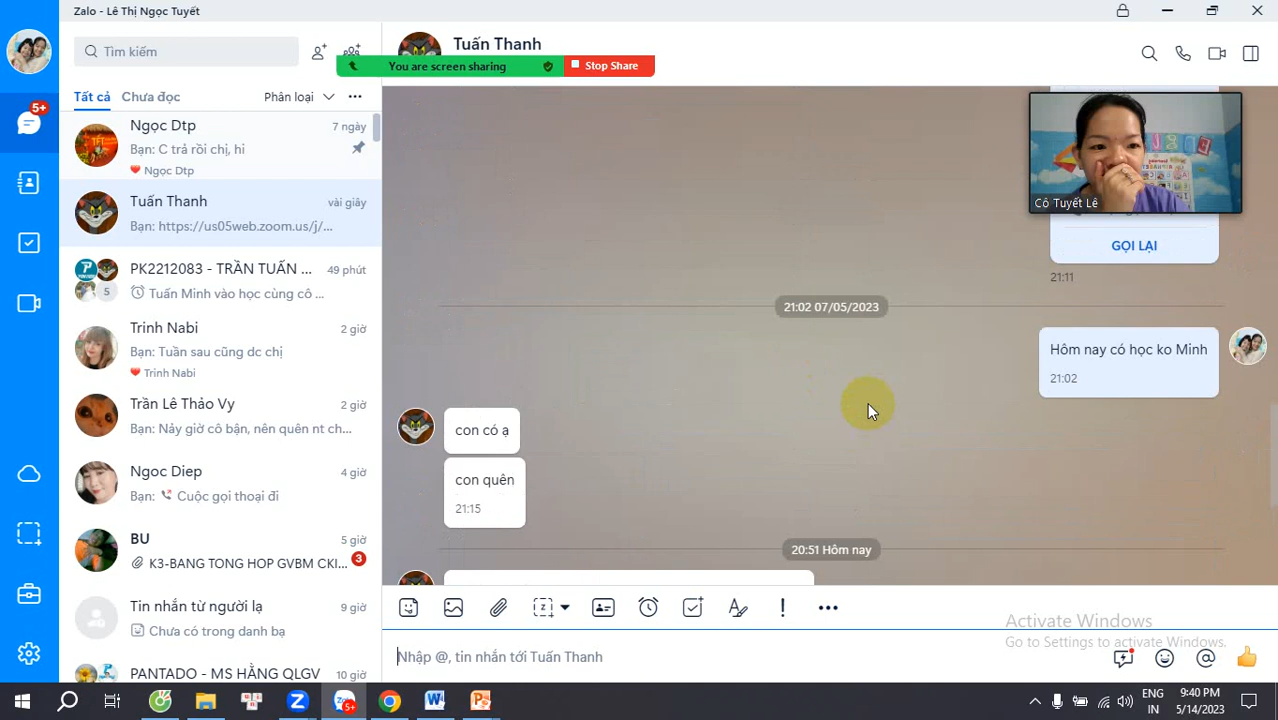 Zalo - Lê Thị Ngọc Tuyết
Tìm kiếm
Tất cả
Chưa đọc
Phân loại
5+
Ngọc Dtp
7 ngày
Bạn: C trả rồi chị, hi
Ngọc Dtp
Tuấn Thanh
vài giây
Bạn: https://us05web.zoom.us/j/...
PK2212083 - TRẦN TUẤN ...
49 phút
5
Tuấn Minh vào học cùng cô ...
Trinh Nabi
2 giờ
Bạn: Tuần sau cũng dc chị
Trinh Nabi
Trần Lê Thảo Vy
2 giờ
Bạn: Nảy giờ cô bận, nên quên nt ch...
Ngoc Diep
4 giờ
Bạn: Cuộc gọi thoại đi
BU
5 giờ
K3-BANG TONG HOP GVBM CKI...
3
Tin nhắn từ người lạ
9 giờ
Chưa có trong danh bạ
PANTADO - MS HẰNG QLGV
10 giờ
Tuấn Thanh
You are screen sharing
Stop Share
Cô Tuyết Lê
GỌI LẠI
21:11
21:02 07/05/2023
Hôm nay có học ko Minh
21:02
con có ạ
con quên
21:15
20:51 Hôm nay
Activate Windows
Go to Settings to activate Windows.
Nhập @, tin nhắn tới Tuấn Thanh
5+
ENG
IN
9:40 PM
5/14/2023